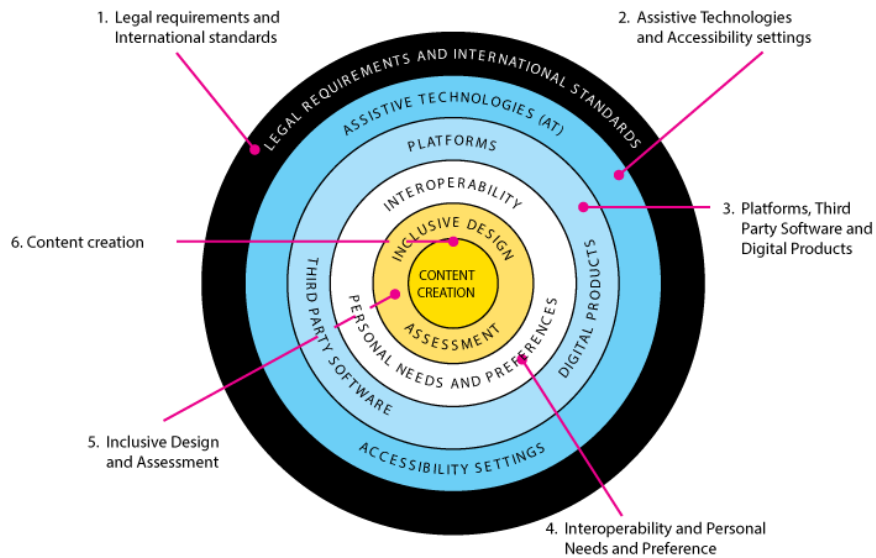 1. Legal requirements and
International standards
2. Assistive Technologies
and Accessibility settings
LEGAL REQUIREMENTS AND INTERNATIONAL STANDARDS
ASSISTIVE TECHNOLOGIES (AT)
PLATFORMS
INTEROPERABILITY
INCLUSIVE DESIGN
CONTENT
CREATION
ASSESSMENT
PERSONAL NEEDS AND PREFERENCES
THIRD PARTY SOFTWARE
DIGITAL PRODUCTS
ACCESSIBILITY SETTINGS
3. Platforms, Third
Party Software and
Digital Products
6. Content creation
5. Inclusive Design
and Assessment
4. Interoperability and Personal
Needs and Preference